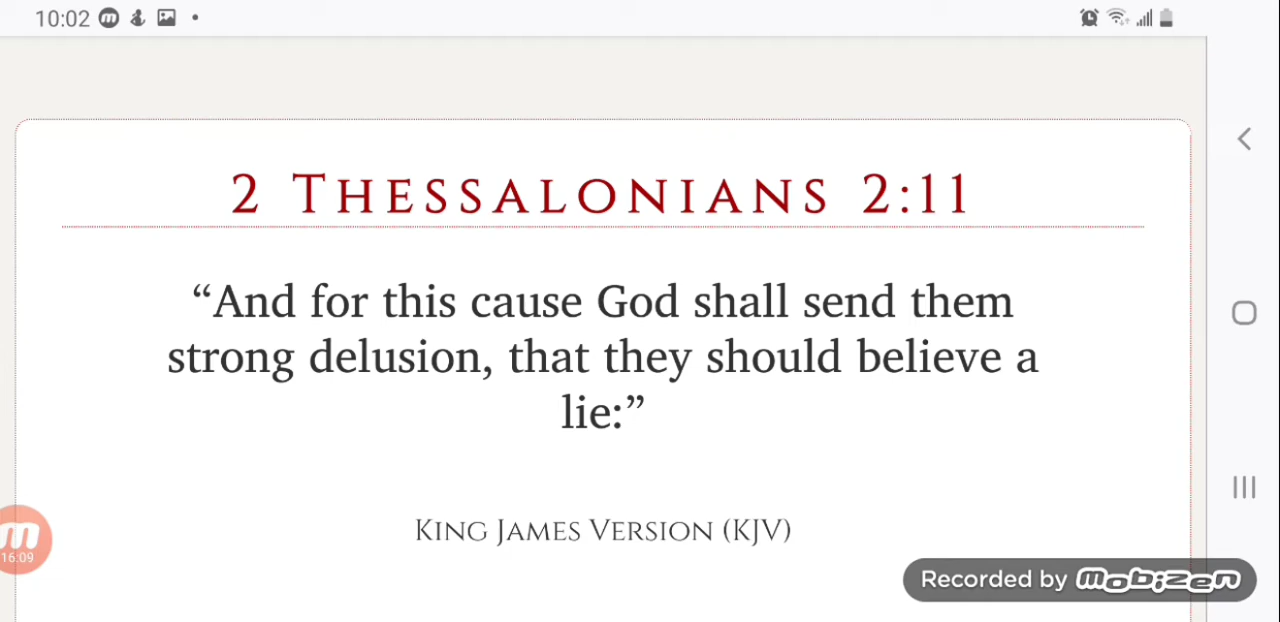 10:02
2 Thessalonians 2:11
“And for this cause God shall send them
strong delusion, that they should believe a
lie:”
King James Version (KJV)
m
16:09
Recorded by mobizen